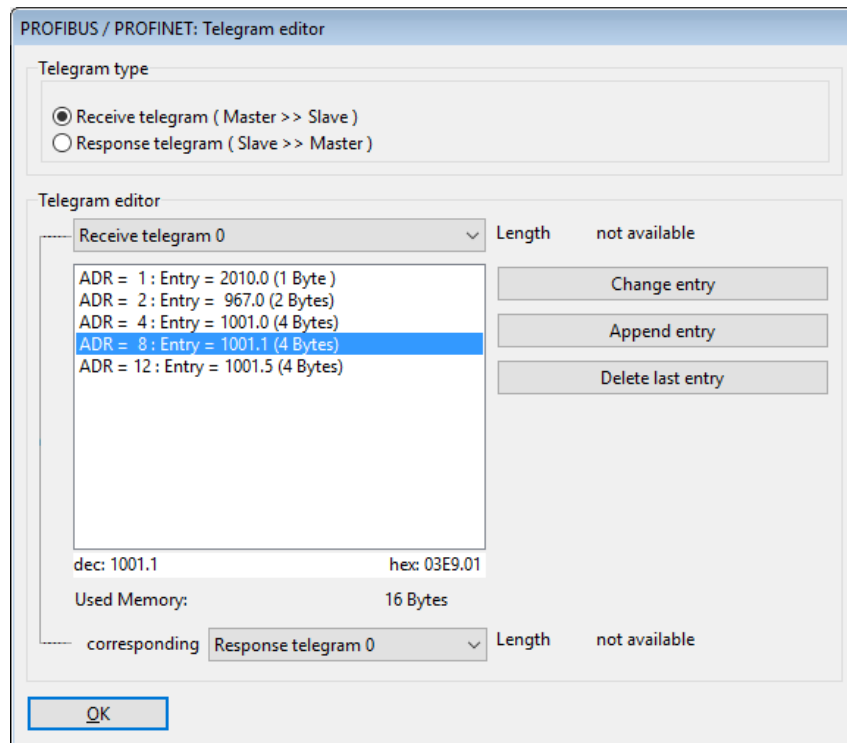 PROFIBUS / PROFINET: Telegram editor
Telegram type
Receive telegram ( Master >> Slave )
Response telegram ( Slave >> Master )
Telegram editor
Receive telegram 0
Length not available
ADR = 1 : Entry = 2010.0 (1 Byte )
ADR = 2 : Entry = 967.0 (2 Bytes)
ADR = 4 : Entry = 1001.0 (4 Bytes)
ADR = 8 : Entry = 1001.1 (4 Bytes)
ADR = 12 : Entry = 1001.5 (4 Bytes)
Change entry
Append entry
Delete last entry
dec: 1001.1 hex: 03E9.01
Used Memory: 16 Bytes
corresponding Response telegram 0 Length not available
OK